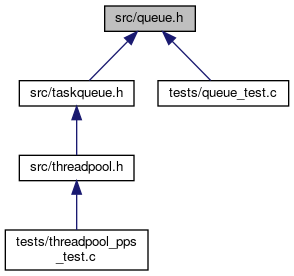 src/queue.h
src/taskqueue.h
tests/queue_test.c
src/threadpool.h
tests/threadpool_pps
_test.c